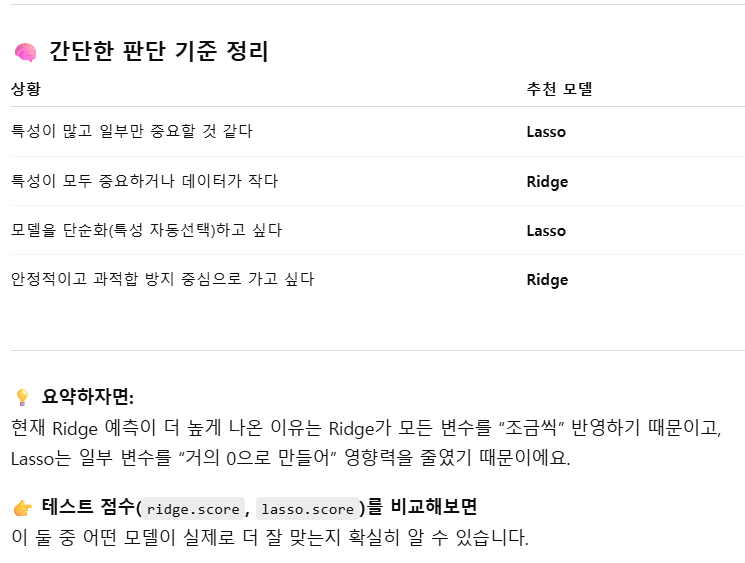 🧠 간단한 판단 기준 정리
상황 추천 모델
특성이 많고 일부만 중요할 것 같다 Lasso
특성이 모두 중요하거나 데이터가 작다 Ridge
모델을 단순화(특성 자동선택)하고 싶다 Lasso
안정적이고 과적합 방지 중심으로 가고 싶다 Ridge
💡 요약하자면:
현재 Ridge 예측이 더 높게 나온 이유는 Ridge가 모든 변수를 “조금씩” 반영하기 때문이고,
Lasso는 일부 변수를 “거의 0으로 만들어” 영향력을 줄였기 때문이에요.
👉 테스트 점수(ridge.score, lasso.score)를 비교해보면
이 둘 중 어떤 모델이 실제로 더 잘 맞는지 확실히 알 수 있습니다.